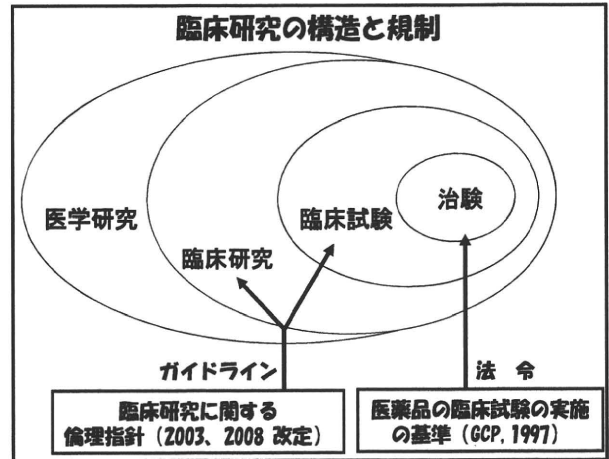 臨床研究の構造と規制
医学研究
臨床研究
臨床試験
治験
ガイドライン
法 令
臨床研究に関する
倫理指針（2003、2008 改定）
医薬品の臨床試験の実施
の基準（GCP, 1997）